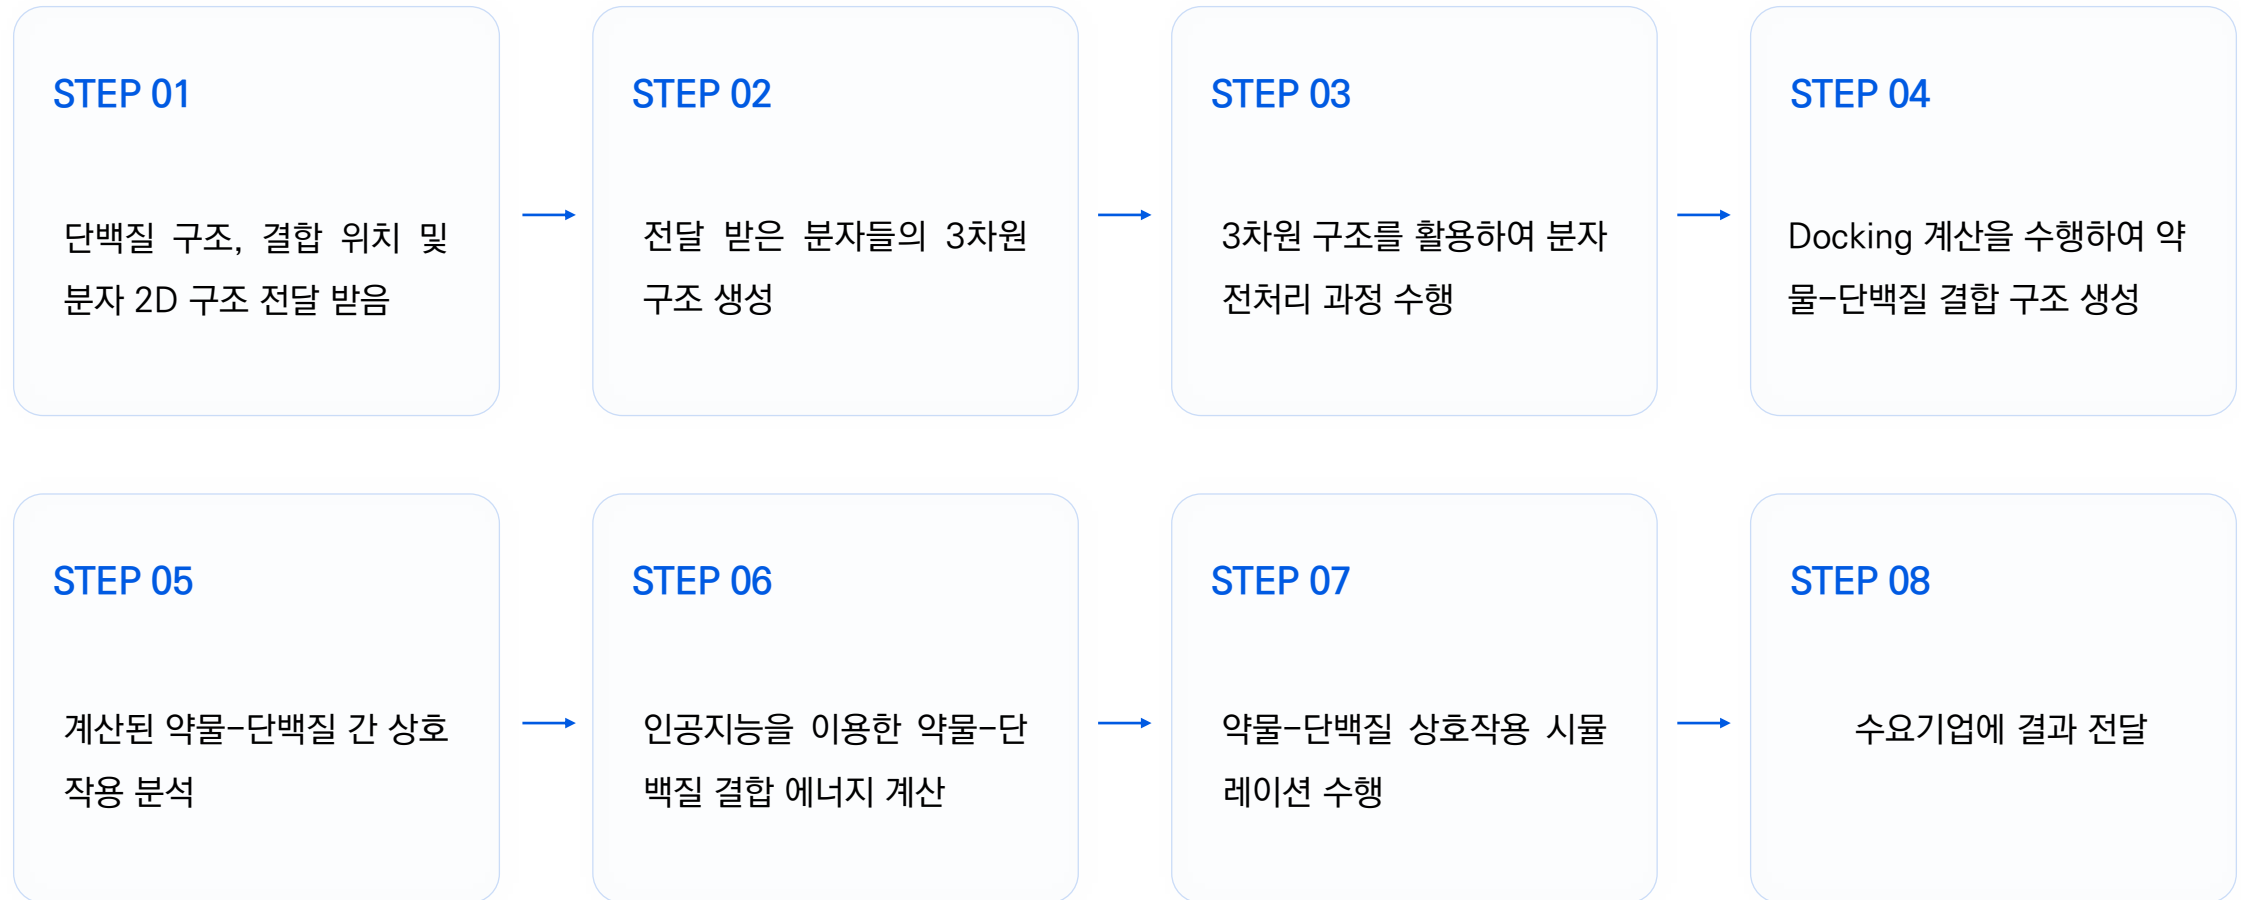 STEP 01
단백질 구조, 결합 위치 및
분자 2D 구조 전달 받음
STEP 02
전달 받은 분자들의 3차원
구조 생성
STEP 03
3차원 구조를 활용하여 분자
전처리 과정 수행
STEP 04
Docking 계산을 수행하여 약
물-단백질 결합 구조 생성
STEP 05
계산된 약물-단백질 간 상호
작용 분석
STEP 06
인공지능을 이용한 약물-단
백질 결합 에너지 계산
STEP 07
약물-단백질 상호작용 시뮬
레이션 수행
STEP 08
수요기업에 결과 전달